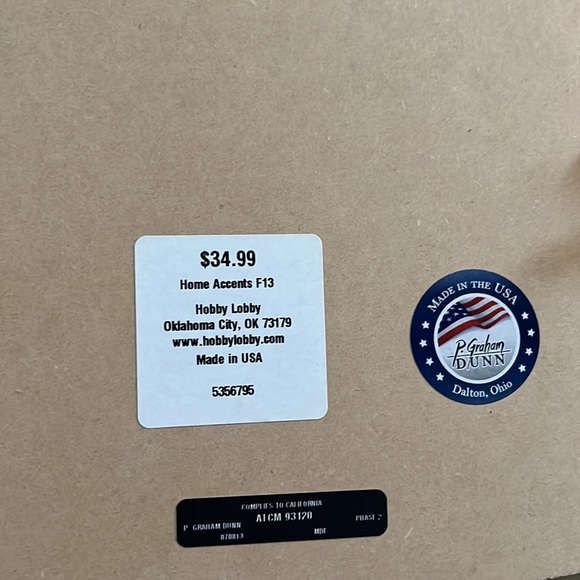 $34.99
Home Accents F13
Hobby Lobby
Oklahoma City, OK 73179
www.hobbylobby.com
Made in USA
5356795
MADE IN THE USA
P. Graham
DUNN
Dalton, Ohio
COMPLIES TO CALIFORNIA
ATCM 93120
P GRAHAM DUNN PHASE 2
070813 MDF